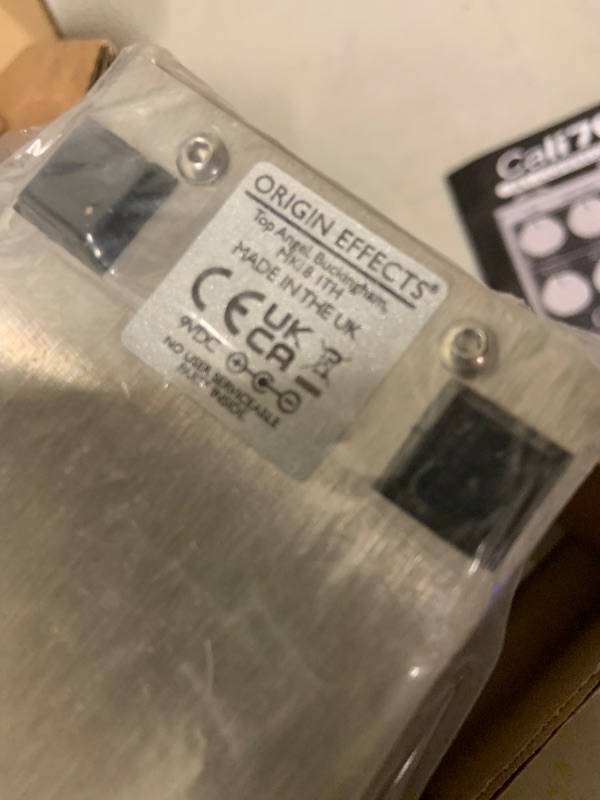 ORIGIN EFFECTS®
Top Angel, Buckingham,
MK18 1TH
MADE IN THE UK
CE UK
CA
9VDC
NO USER SERVICEABLE
PARTS INSIDE
Cali76